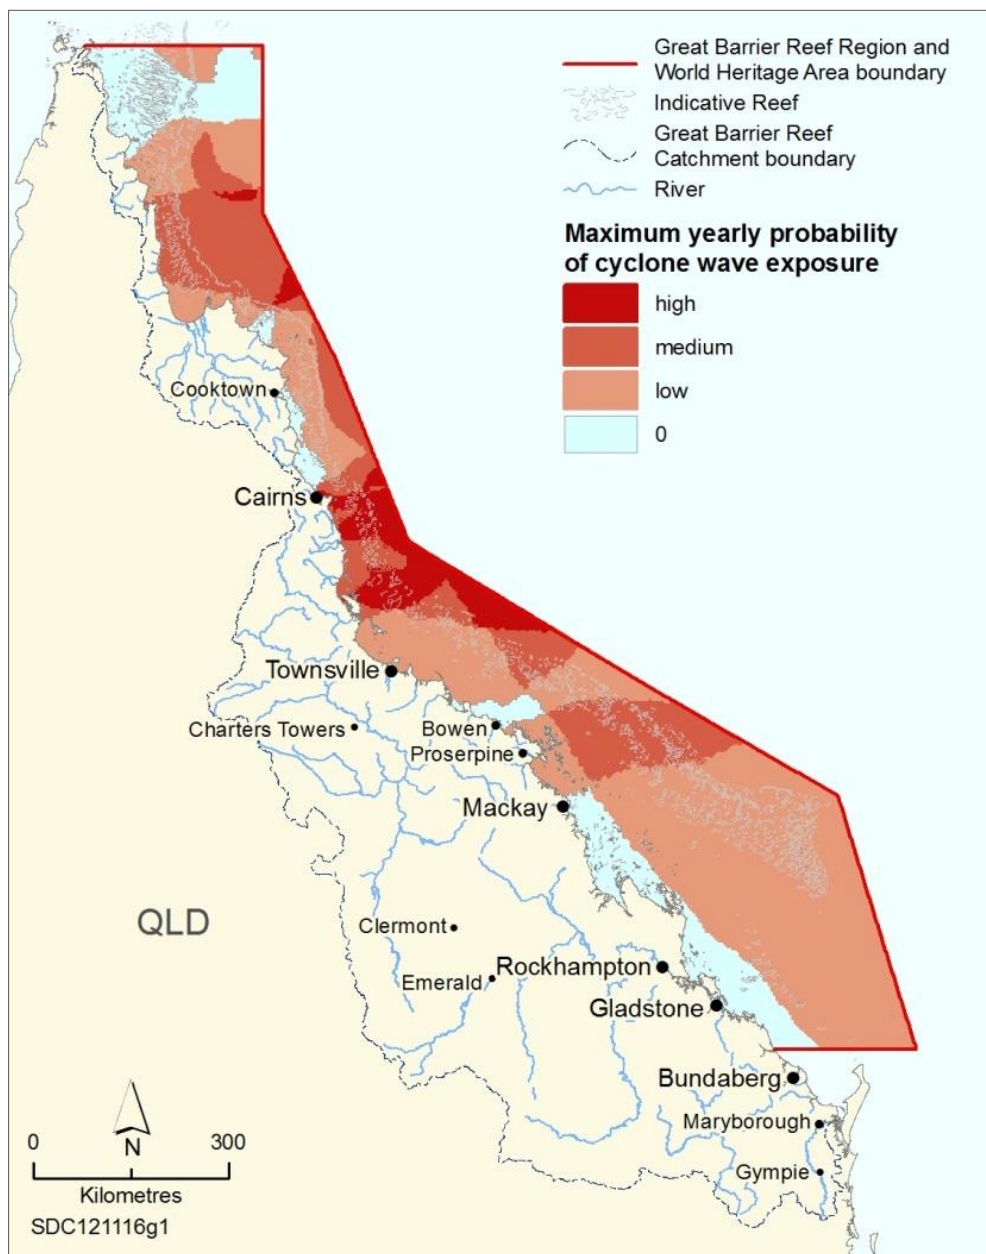 Great Barrier Reef Region and
World Heritage Area boundary
Indicative Reef
Great Barrier Reef
Catchment boundary
River
Maximum yearly probability
of cyclone wave exposure
high
medium
low
0
Cooktown
Cairns
Townsville
Charters Towers
Bowen
Proserpine
Mackay
QLD
Clermont
Emerald
Rockhampton
Gladstone
Bundaberg
Maryborough
Gympie
0 300
N
Kilometres
SDC121116g1